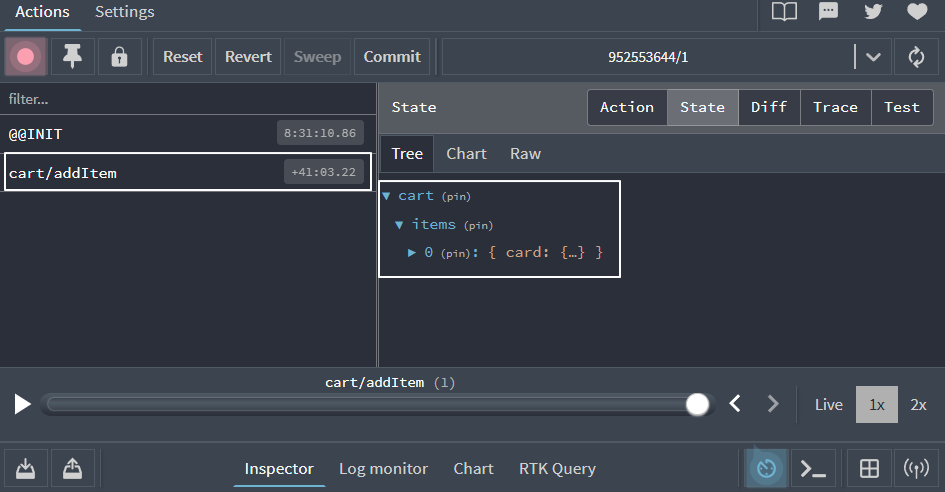 Actions Settings
Reset Revert Sweep Commit 952553644/1
filter...
@@INIT 8:31:10.86
cart/addItem +41:03.22
State Action State Diff Trace Test
Tree Chart Raw
cart (pin)
items (pin)
0 (pin): { card: {…} }
cart/addItem (1)
Live 1x 2x
Inspector Log monitor Chart RTK Query